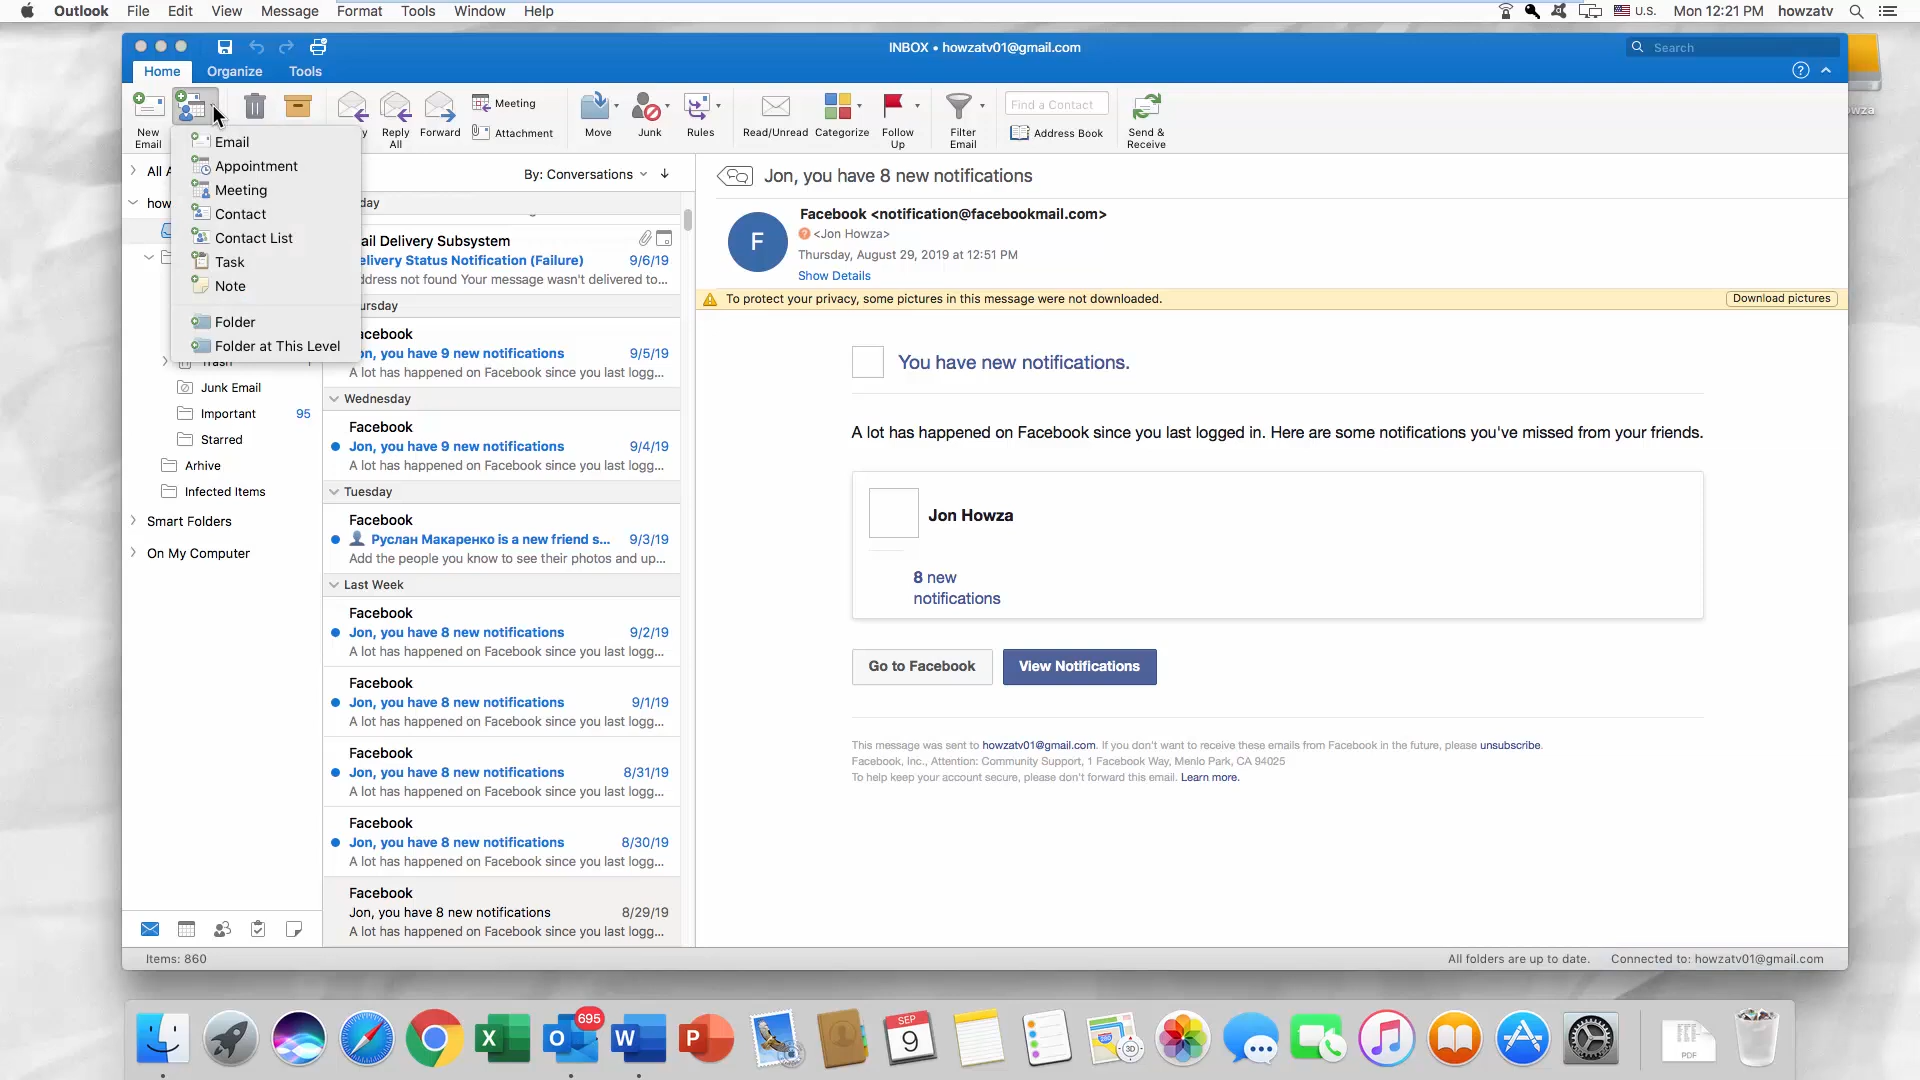 Outlook File Edit View Message Format Tools Window Help
U.S. Mon 12:21 PM howzatv
INBOX • howzatv01@gmail.com
Search
Home Organize Tools
New Email
Reply All
Forward
Meeting
Attachment
Move
Junk
Rules
Read/Unread
Categorize
Follow Up
Filter Email
Find a Contact
Address Book
Send & Receive
Email
Appointment
Meeting
Contact
Contact List
Task
Note
Folder
Folder at This Level
All A
how
Junk Email
Important 95
Starred
Arhive
Infected Items
Smart Folders
On My Computer
By: Conversations
day
ail Delivery Subsystem
elivery Status Notification (Failure) 9/6/19
ddress not found Your message wasn't delivered to...
ursday
acebook
on, you have 9 new notifications 9/5/19
A lot has happened on Facebook since you last logg...
Wednesday
Facebook
Jon, you have 9 new notifications 9/4/19
A lot has happened on Facebook since you last logg...
Tuesday
Facebook
Руслан Макаренко is a new friend s... 9/3/19
Add the people you know to see their photos and up...
Last Week
Facebook
Jon, you have 8 new notifications 9/2/19
A lot has happened on Facebook since you last logg...
Facebook
Jon, you have 8 new notifications 9/1/19
A lot has happened on Facebook since you last logg...
Facebook
Jon, you have 8 new notifications 8/31/19
A lot has happened on Facebook since you last logg...
Facebook
Jon, you have 8 new notifications 8/30/19
A lot has happened on Facebook since you last logg...
Facebook
Jon, you have 8 new notifications 8/29/19
A lot has happened on Facebook since you last logg...
Jon, you have 8 new notifications
F
Facebook <notification@facebookmail.com>
<Jon Howza>
Thursday, August 29, 2019 at 12:51 PM
Show Details
To protect your privacy, some pictures in this message were not downloaded. Download pictures
You have new notifications.
A lot has happened on Facebook since you last logged in. Here are some notifications you've missed from your friends.
Jon Howza
8 new
notifications
Go to Facebook View Notifications
This message was sent to howzatv01@gmail.com. If you don't want to receive these emails from Facebook in the future, please unsubscribe.
Facebook, Inc., Attention: Community Support, 1 Facebook Way, Menlo Park, CA 94025
To help keep your account secure, please don't forward this email. Learn more.
Items: 860
All folders are up to date. Connected to: howzatv01@gmail.com
695
SEP
9
3D
PDF